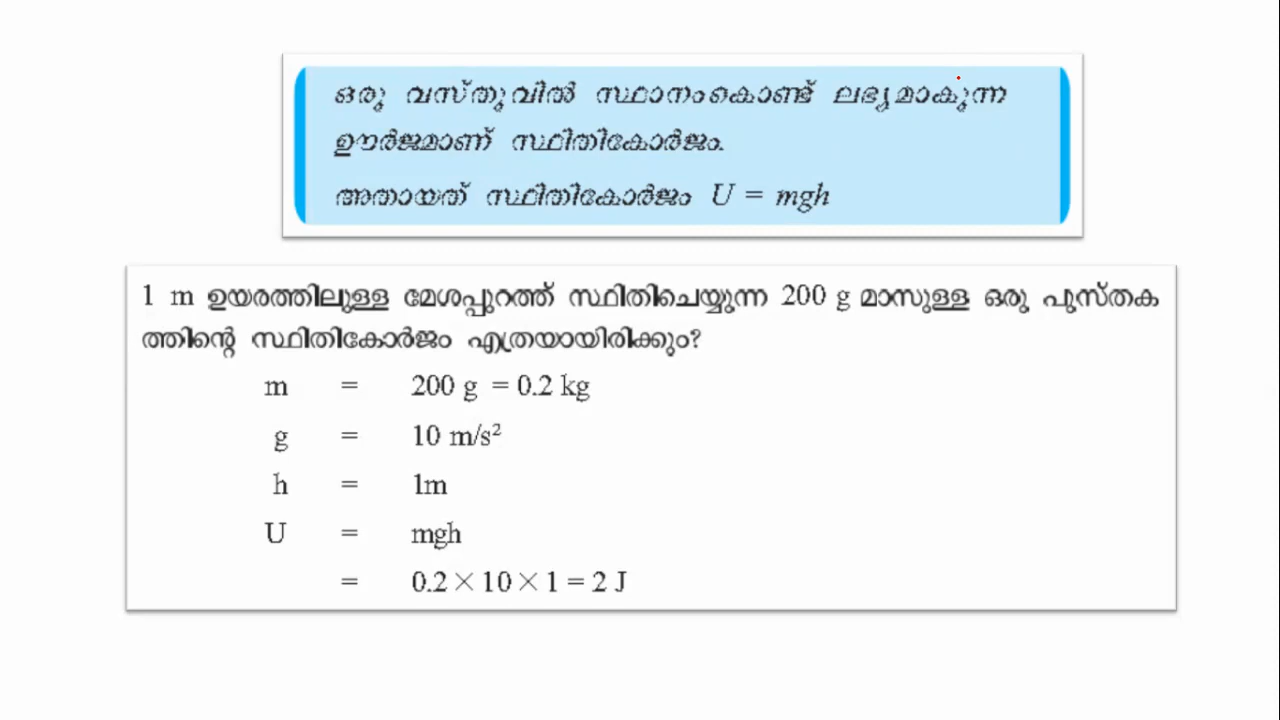 ഒരു വസ്തുവിൽ സ്ഥാനംകൊണ്ട് ലഭ്യമാകുന്ന
ഊർജമാണ് സ്ഥിതികോർജം.
അതായത് സ്ഥിതികോർജം U = mgh
1 m ഉയരത്തിലുള്ള മേശപ്പുറത്ത് സ്ഥിതിചെയ്യുന്ന 200 g മാസുള്ള ഒരു പുസ്തക
ത്തിന്റെ സ്ഥിതികോർജം എത്രയായിരിക്കും?
m = 200 g = 0.2 kg
g = 10 m/s²
h = 1m
U = mgh
= 0.2 × 10 × 1 = 2 J